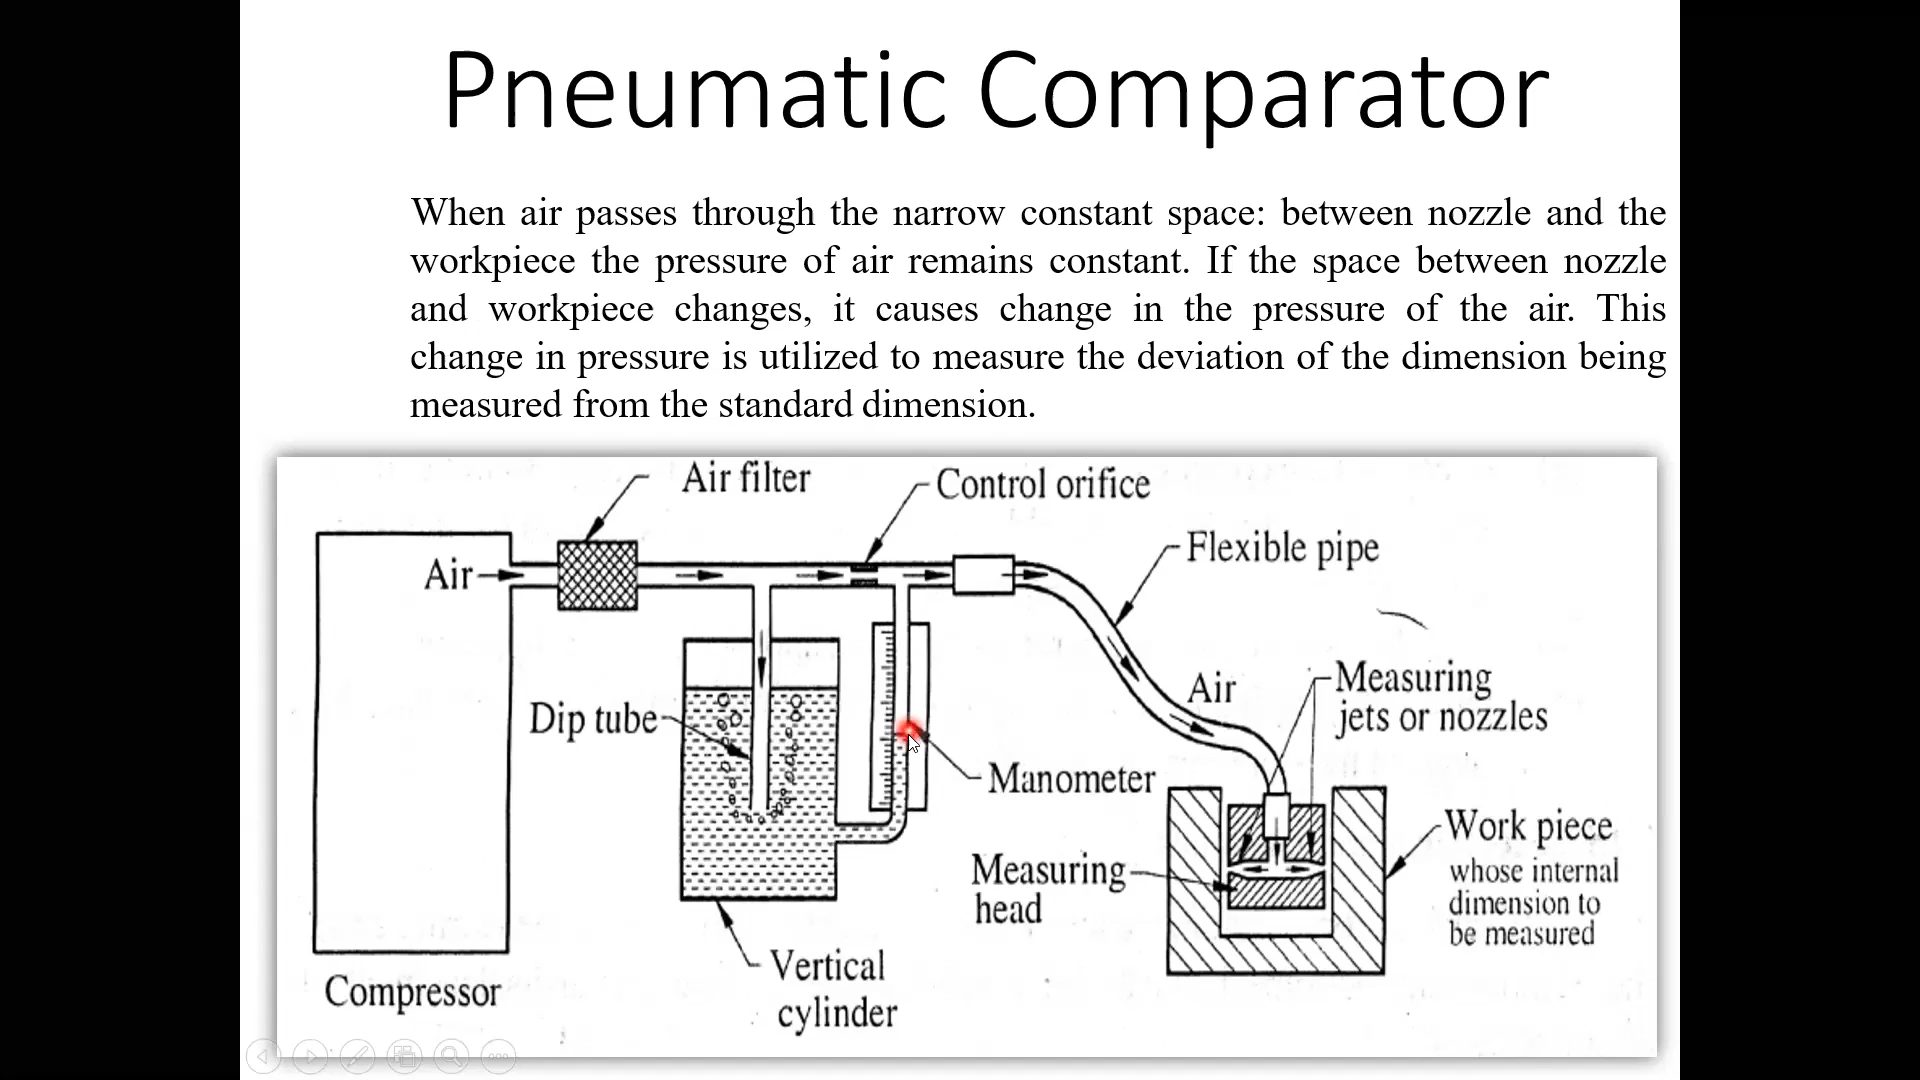 Pneumatic Comparator
When air passes through the narrow constant space: between nozzle and the
workpiece the pressure of air remains constant. If the space between nozzle
and workpiece changes, it causes change in the pressure of the air. This
change in pressure is utilized to measure the deviation of the dimension being
measured from the standard dimension.
Air filter
Control orifice
Flexible pipe
Air
Air
Measuring
jets or nozzles
Dip tube
Manometer
Work piece
whose internal
dimension to
be measured
Measuring
head
Vertical
cylinder
Compressor